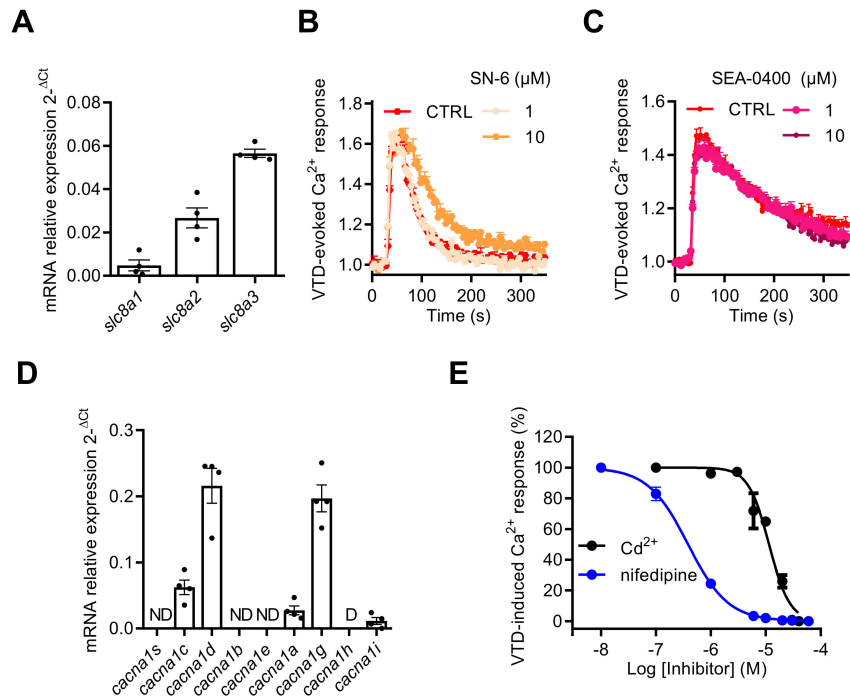 A
mRNA relative expression 2-ΔCt
0.08
0.06
0.04
0.02
0.00
slc8a1
slc8a2
slc8a3
B
SN-6 (µM)
CTRL
1
10
VTD-evoked Ca2+ response
1.8
1.6
1.4
1.2
1.0
0
100
200
300
Time (s)
C
SEA-0400 (µM)
CTRL
1
10
VTD-evoked Ca2+ response
1.6
1.4
1.2
1.0
0
100
200
300
Time (s)
D
mRNA relative expression 2-ΔCt
0.3
0.2
0.1
0.0
ND
ND
ND
D
cacna1s
cacna1c
cacna1d
cacna1b
cacna1e
cacna1a
cacna1g
cacna1h
cacna1i
E
VTD-induced Ca2+ response (%)
120
100
80
60
40
20
0
Cd2+
nifedipine
-8
-7
-6
-5
-4
Log [Inhibitor] (M)